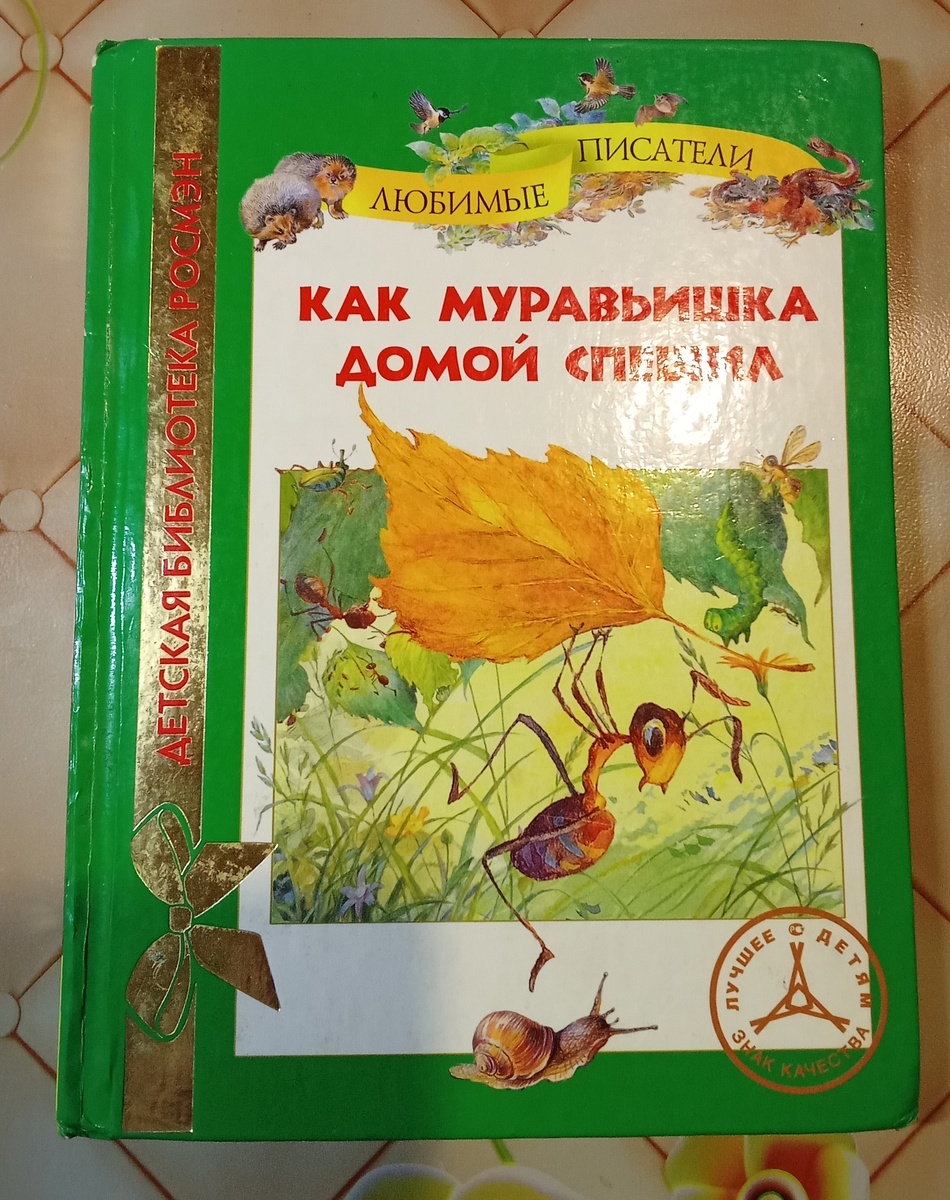 ЛЮБИМЫЕ ПИСАТЕЛИ
КАК МУРАВЬИШКА
ДОМОЙ СПЕШИЛ
ДЕТСКАЯ БИБЛИОТЕКА РОСМЭН
ЛУЧШЕЕ ДЕТЯМ
ЗНАК КАЧЕСТВА